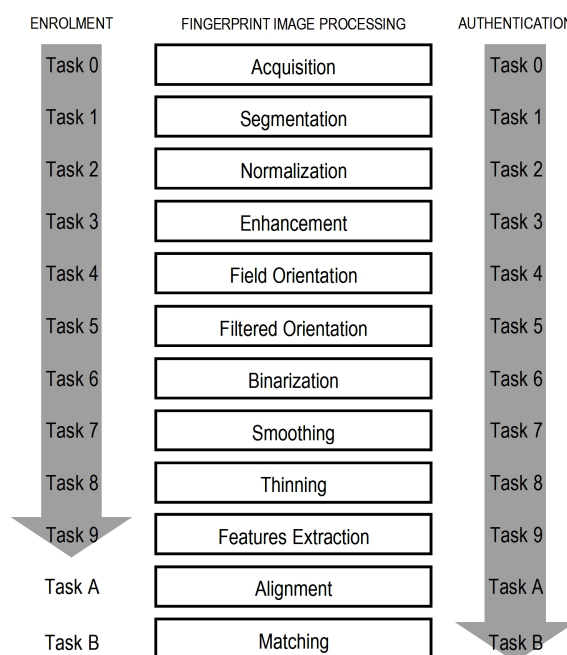 ENROLMENT FINGERPRINT IMAGE PROCESSING AUTHENTICATION
Task 0 Acquisition Task 0
Task 1 Segmentation Task 1
Task 2 Normalization Task 2
Task 3 Enhancement Task 3
Task 4 Field Orientation Task 4
Task 5 Filtered Orientation Task 5
Task 6 Binarization Task 6
Task 7 Smoothing Task 7
Task 8 Thinning Task 8
Task 9 Features Extraction Task 9
Task A Alignment Task A
Task B Matching Task B